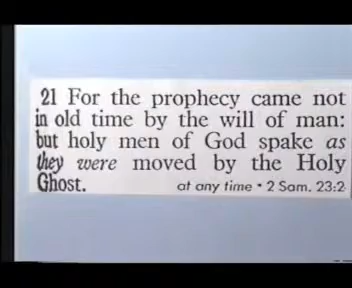 21 For the prophecy came not
in old time by the will of man:
but holy men of God spake as
they were moved by the Holy
Ghost. at any time • 2 Sam. 23:2